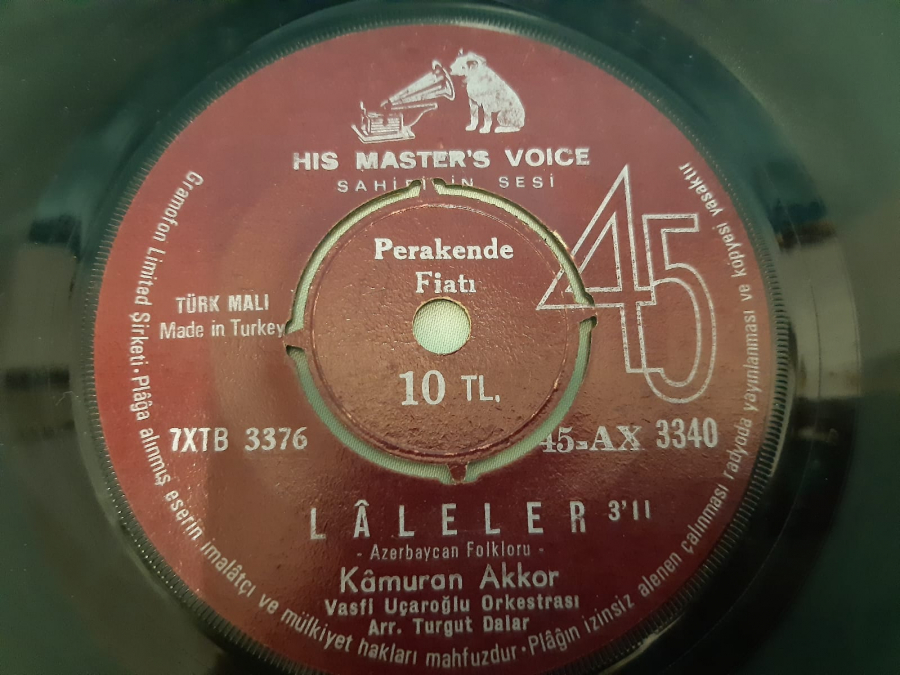 HIS MASTER'S VOICE
SAHİBİNİN SESİ
45
Perakende
Fiatı
10 TL.
TÜRK MALI
Made in Turkey
7XTB 3376
45-AX 3340
LÂLELER 3'11
- Azerbaycan Folkloru -
Kâmuran Akkor
Vasfi Uçaroğlu Orkestrası
Arr. Turgut Dalar
Gramofon Limited Şirketi • Plâğa alınmış eserin imalâtçı ve mülkiyet hakları mahfuzdur • Plâğın izinsiz alenen çalınması radyoda yayınlanması ve kopyesi yasaktır